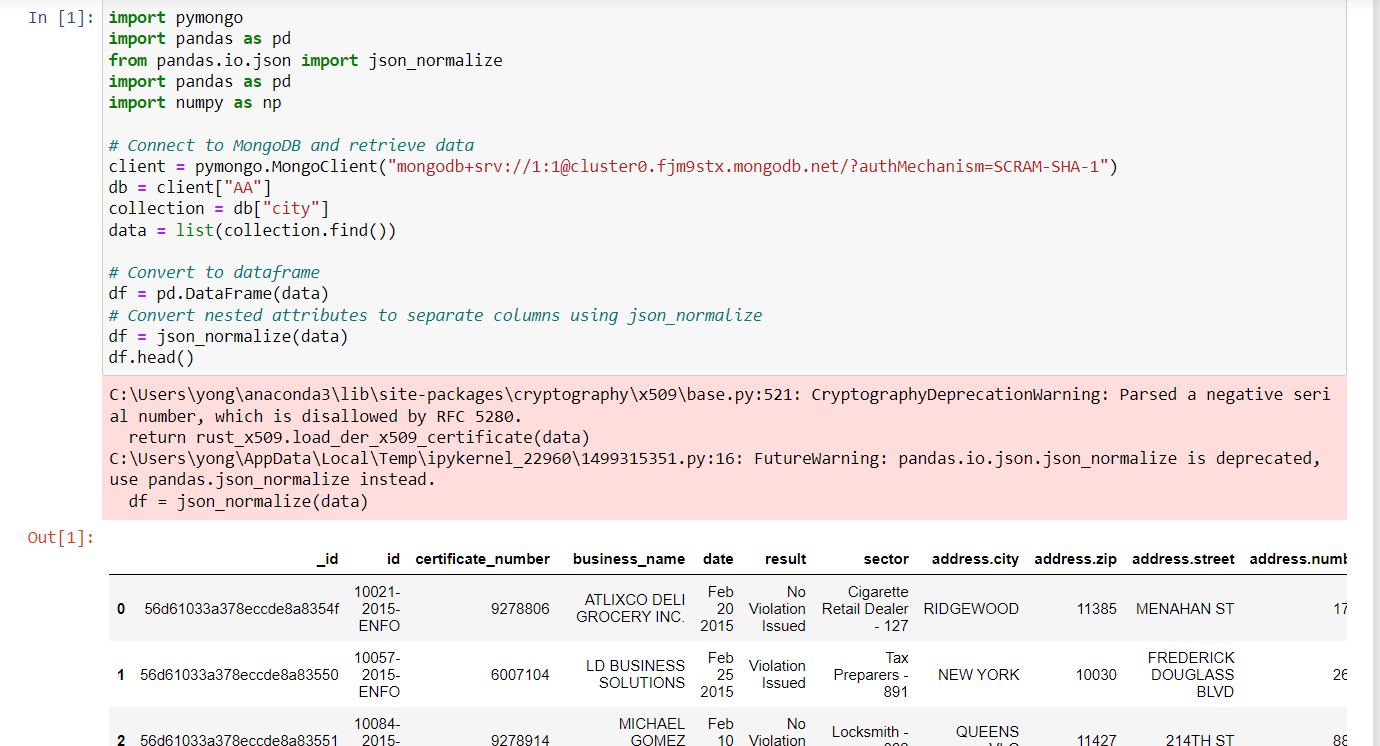 In [1]:
import pymongo
import pandas as pd
from pandas.io.json import json_normalize
import pandas as pd
import numpy as np
# Connect to MongoDB and retrieve data
client = pymongo.MongoClient("mongodb+srv://1:1@cluster0.fjm9stx.mongodb.net/?authMechanism=SCRAM-SHA-1")
db = client["AA"]
collection = db["city"]
data = list(collection.find())
# Convert to dataframe
df = pd.DataFrame(data)
# Convert nested attributes to separate columns using json_normalize
df = json_normalize(data)
df.head()
C:\Users\yong\anaconda3\lib\site-packages\cryptography\x509\base.py:521: CryptographyDeprecationWarning: Parsed a negative seri
al number, which is disallowed by RFC 5280.
  return rust_x509.load_der_x509_certificate(data)
C:\Users\yong\AppData\Local\Temp\ipykernel_22960\1499315351.py:16: FutureWarning: pandas.io.json.json_normalize is deprecated,
use pandas.json_normalize instead.
  df = json_normalize(data)
Out[1]:
_id id certificate_number business_name date result sector address.city address.zip address.street address.numb
0 56d61033a378eccde8a8354f 10021-2015-ENFO 9278806 ATLIXCO DELI GROCERY INC. Feb 20 2015 No Violation Issued Cigarette Retail Dealer - 127 RIDGEWOOD 11385 MENAHAN ST 17
1 56d61033a378eccde8a83550 10057-2015-ENFO 6007104 LD BUSINESS SOLUTIONS Feb 25 2015 Violation Issued Tax Preparers - 891 NEW YORK 10030 FREDERICK DOUGLASS BLVD 26
2 56d61033a378eccde8a83551 10084-2015- 9278914 MICHAEL GOMEZ Feb 10 No Violation Locksmith - QUEENS 11427 214TH ST 88